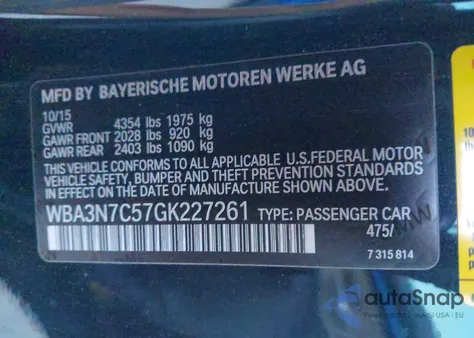 MFD BY BAYERISCHE MOTOREN WERKE AG
10/15
GVWR 4354 lbs 1975 kg
GAWR FRONT 2028 lbs 920 kg
GAWR REAR 2403 lbs 1090 kg
THIS VEHICLE CONFORMS TO ALL APPLICABLE U.S.FEDERAL MOTOR
VEHICLE SAFETY, BUMPER AND THEFT PREVENTION STANDARDS
IN EFFECT ON THE DATE OF MANUFACTURE SHOWN ABOVE.
WBA3N7C57GK227261 TYPE: PASSENGER CAR
475/
7 315 814
autoSnap